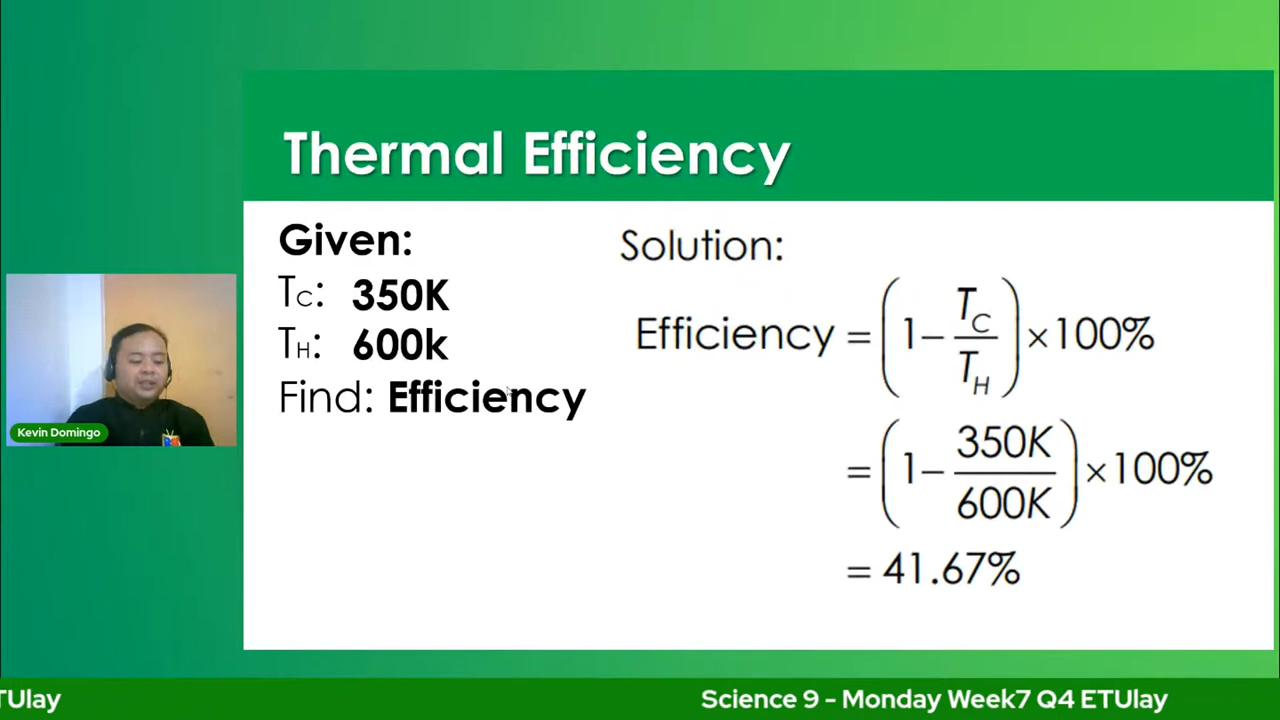 Thermal Efficiency
Given:
TC: 350K
TH: 600k
Find: Efficiency
Solution:
Efficiency = (1 − TC/TH) × 100%
= (1 − 350K/600K) × 100%
= 41.67%
Kevin Domingo
TUlay
Science 9 - Monday Week7 Q4 ETUlay